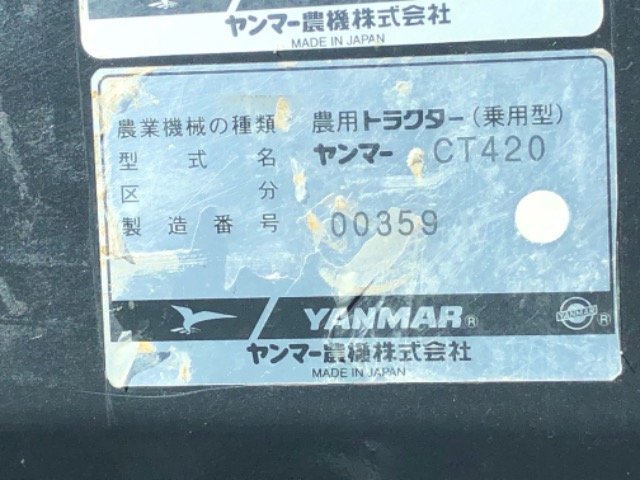 ヤンマー農機株式会社
MADE IN JAPAN
農業機械の種類 農用トラクター(乗用型)
型式名 ヤンマー CT420
区分
製造番号 00359
YANMAR® YANMAR ®
ヤンマー農機株式会社
MADE IN JAPAN